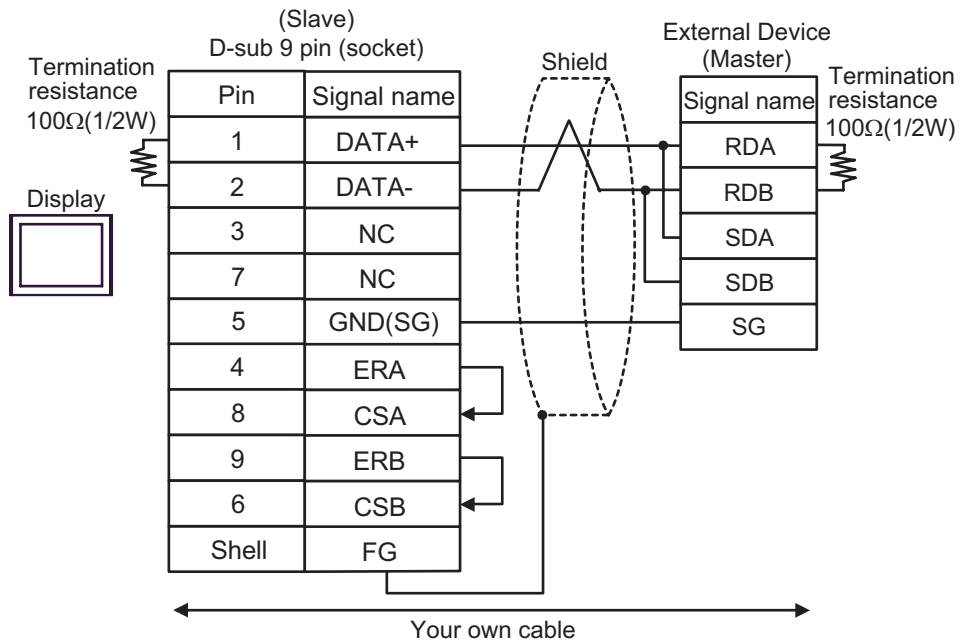 (Slave)
D-sub 9 pin (socket)
Termination
resistance
100Ω(1/2W)
Display
Pin Signal name
1 DATA+
2 DATA-
3 NC
7 NC
5 GND(SG)
4 ERA
8 CSA
9 ERB
6 CSB
Shell FG
Shield
External Device
(Master)
Signal name
RDA
RDB
SDA
SDB
SG
Termination
resistance
100Ω(1/2W)
Your own cable